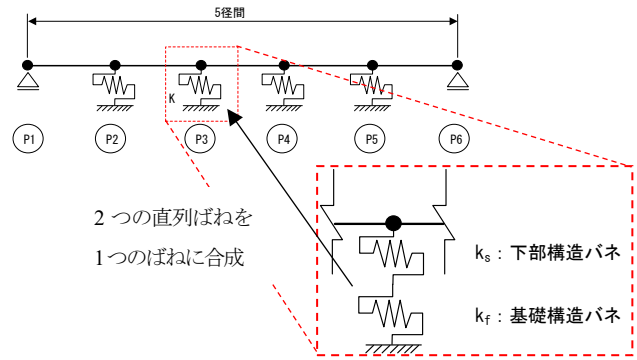 5径間
K
P1
P2
P3
P4
P5
P6
2 つの直列ばねを
1つのばねに合成
ks：下部構造バネ
kf：基礎構造バネ